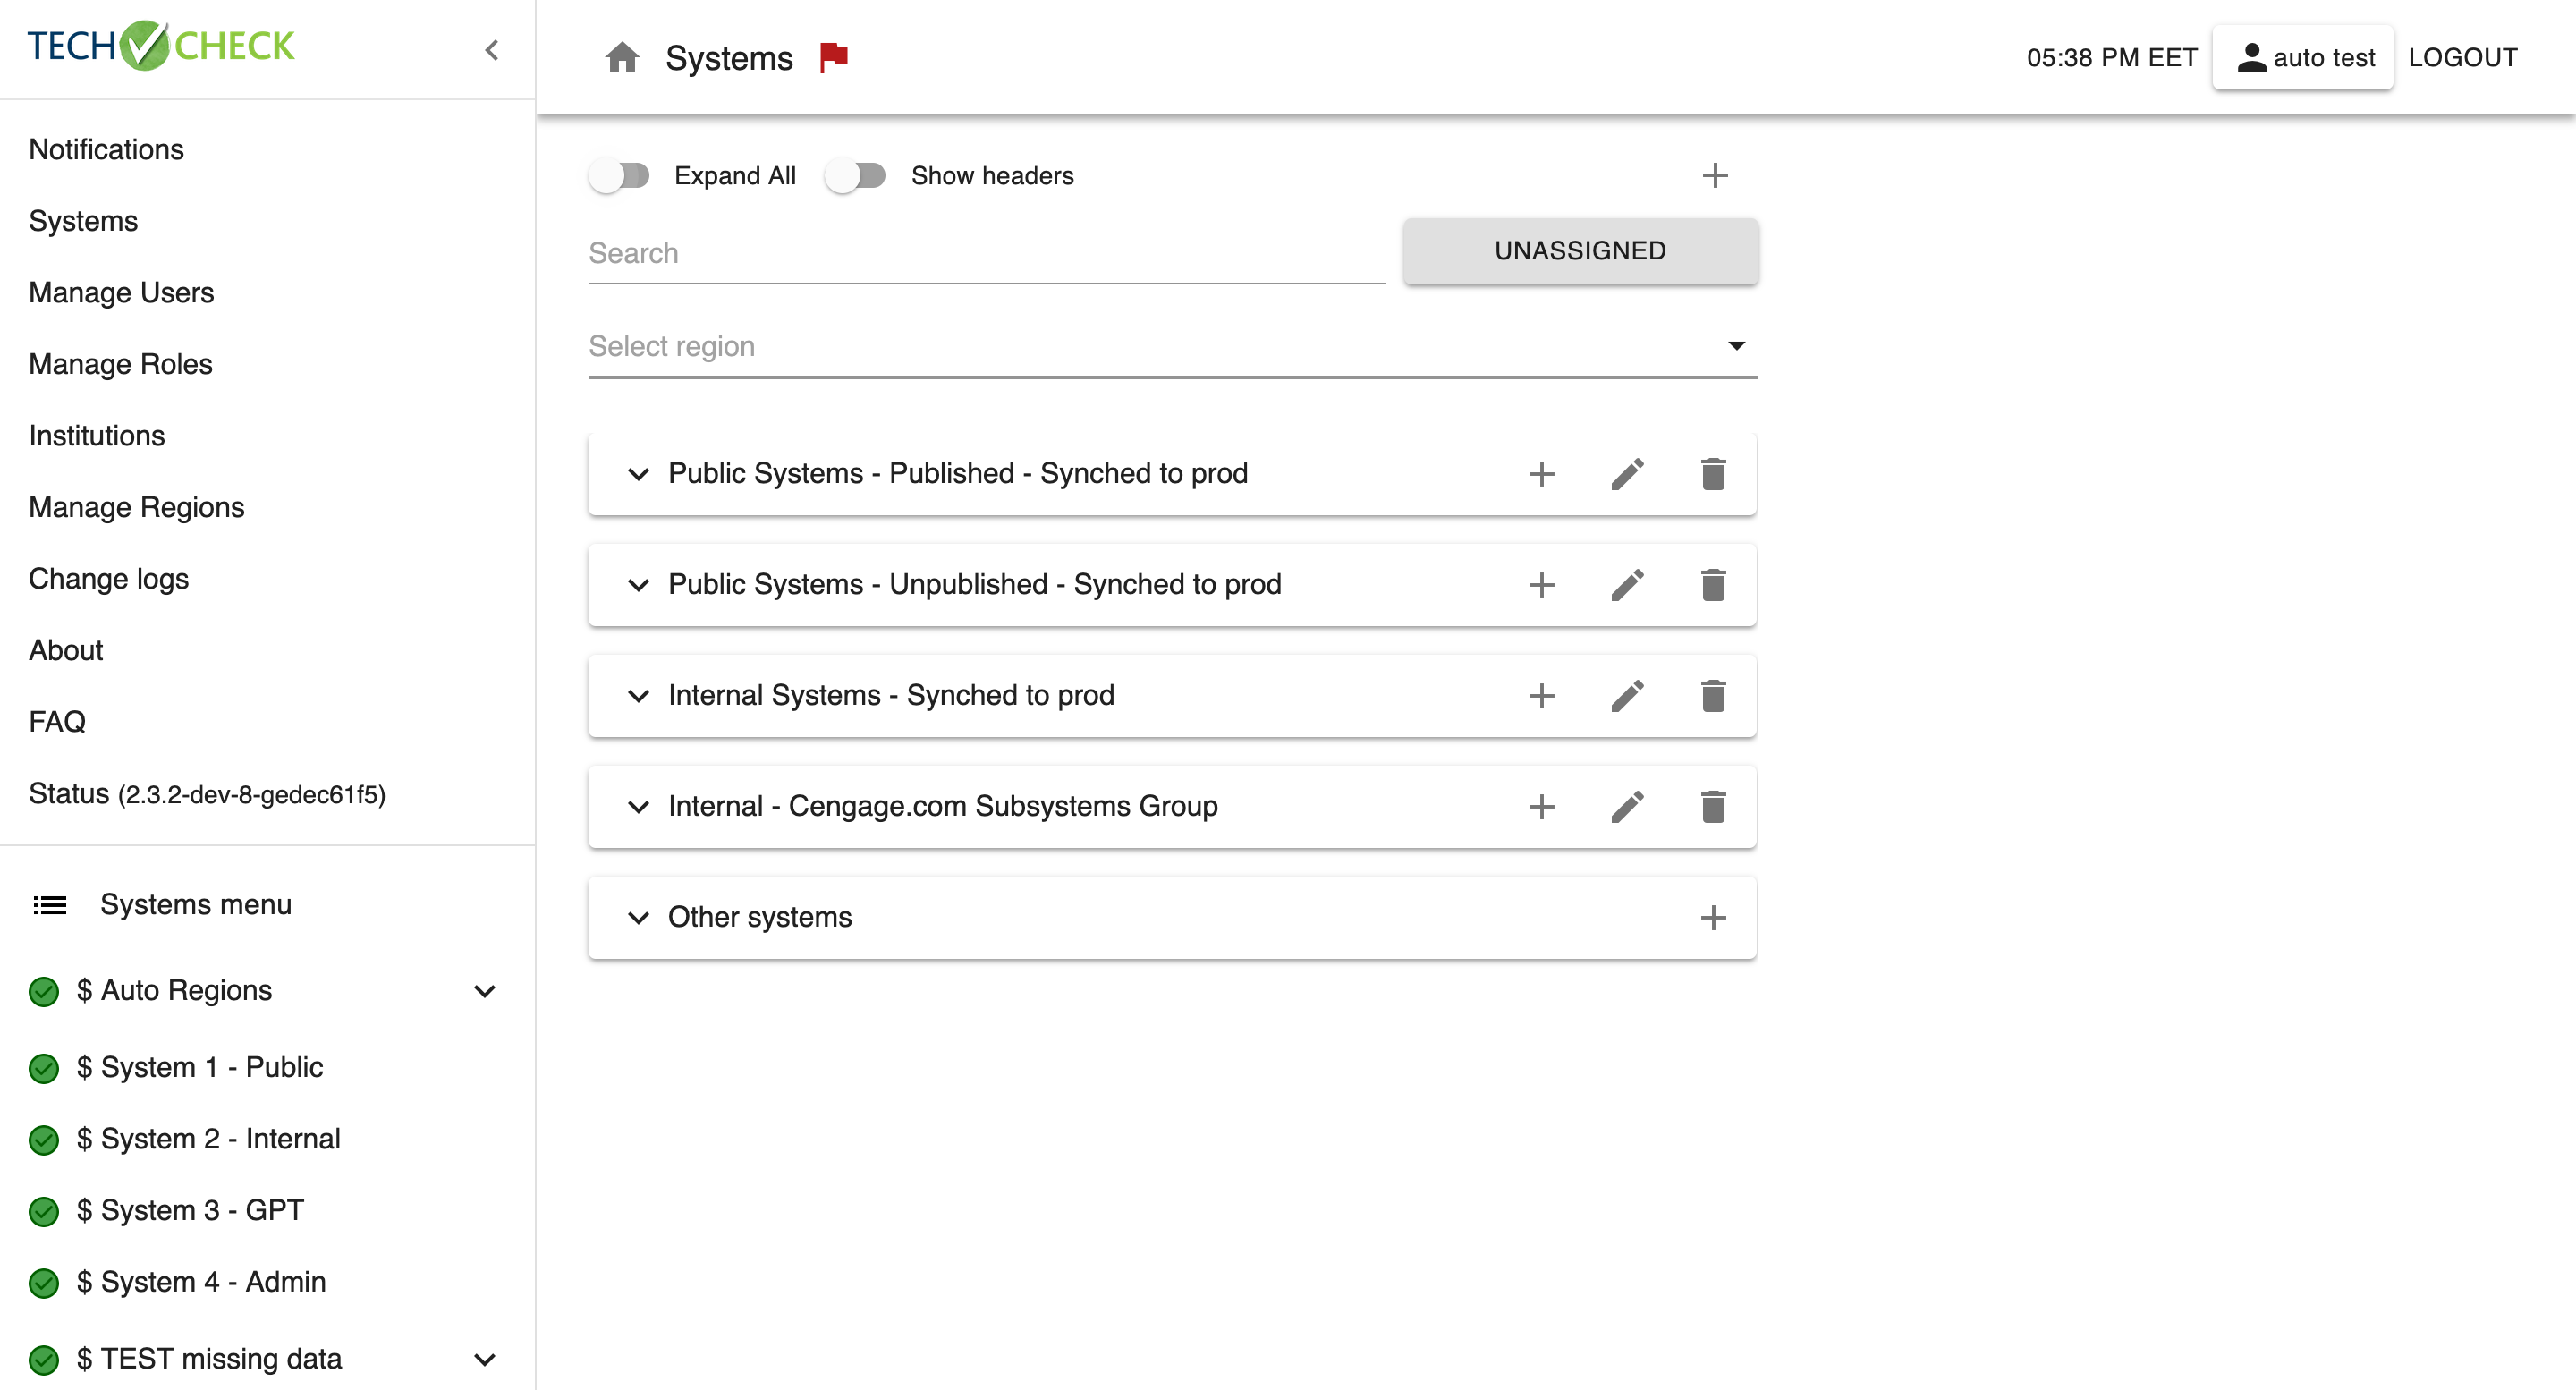 TECH CHECK
Notifications
Systems
Manage Users
Manage Roles
Institutions
Manage Regions
Change logs
About
FAQ
Status (2.3.2-dev-8-gedec61f5)
Systems menu
$ Auto Regions
$ System 1 - Public
$ System 2 - Internal
$ System 3 - GPT
$ System 4 - Admin
$ TEST missing data
Systems
05:38 PM EET
auto test
LOGOUT
Expand All
Show headers
Search
UNASSIGNED
Select region
Public Systems - Published - Synched to prod
Public Systems - Unpublished - Synched to prod
Internal Systems - Synched to prod
Internal - Cengage.com Subsystems Group
Other systems